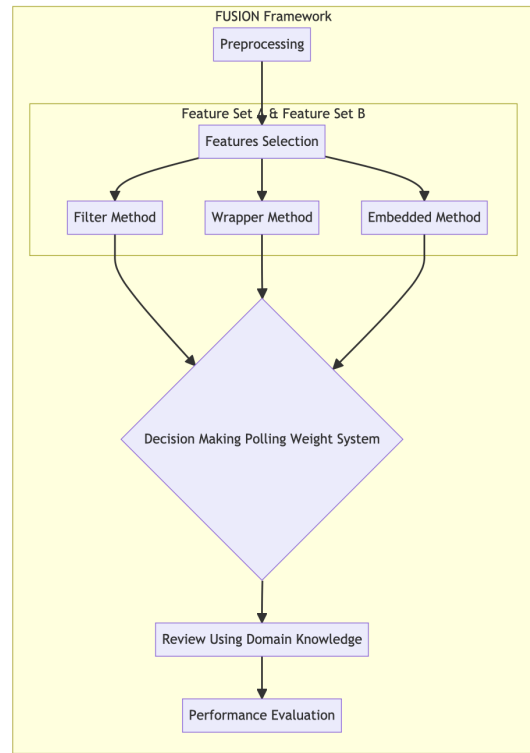 FUSION Framework
Preprocessing
Feature Set A & Feature Set B
Features Selection
Filter Method
Wrapper Method
Embedded Method
Decision Making Polling Weight System
Review Using Domain Knowledge
Performance Evaluation